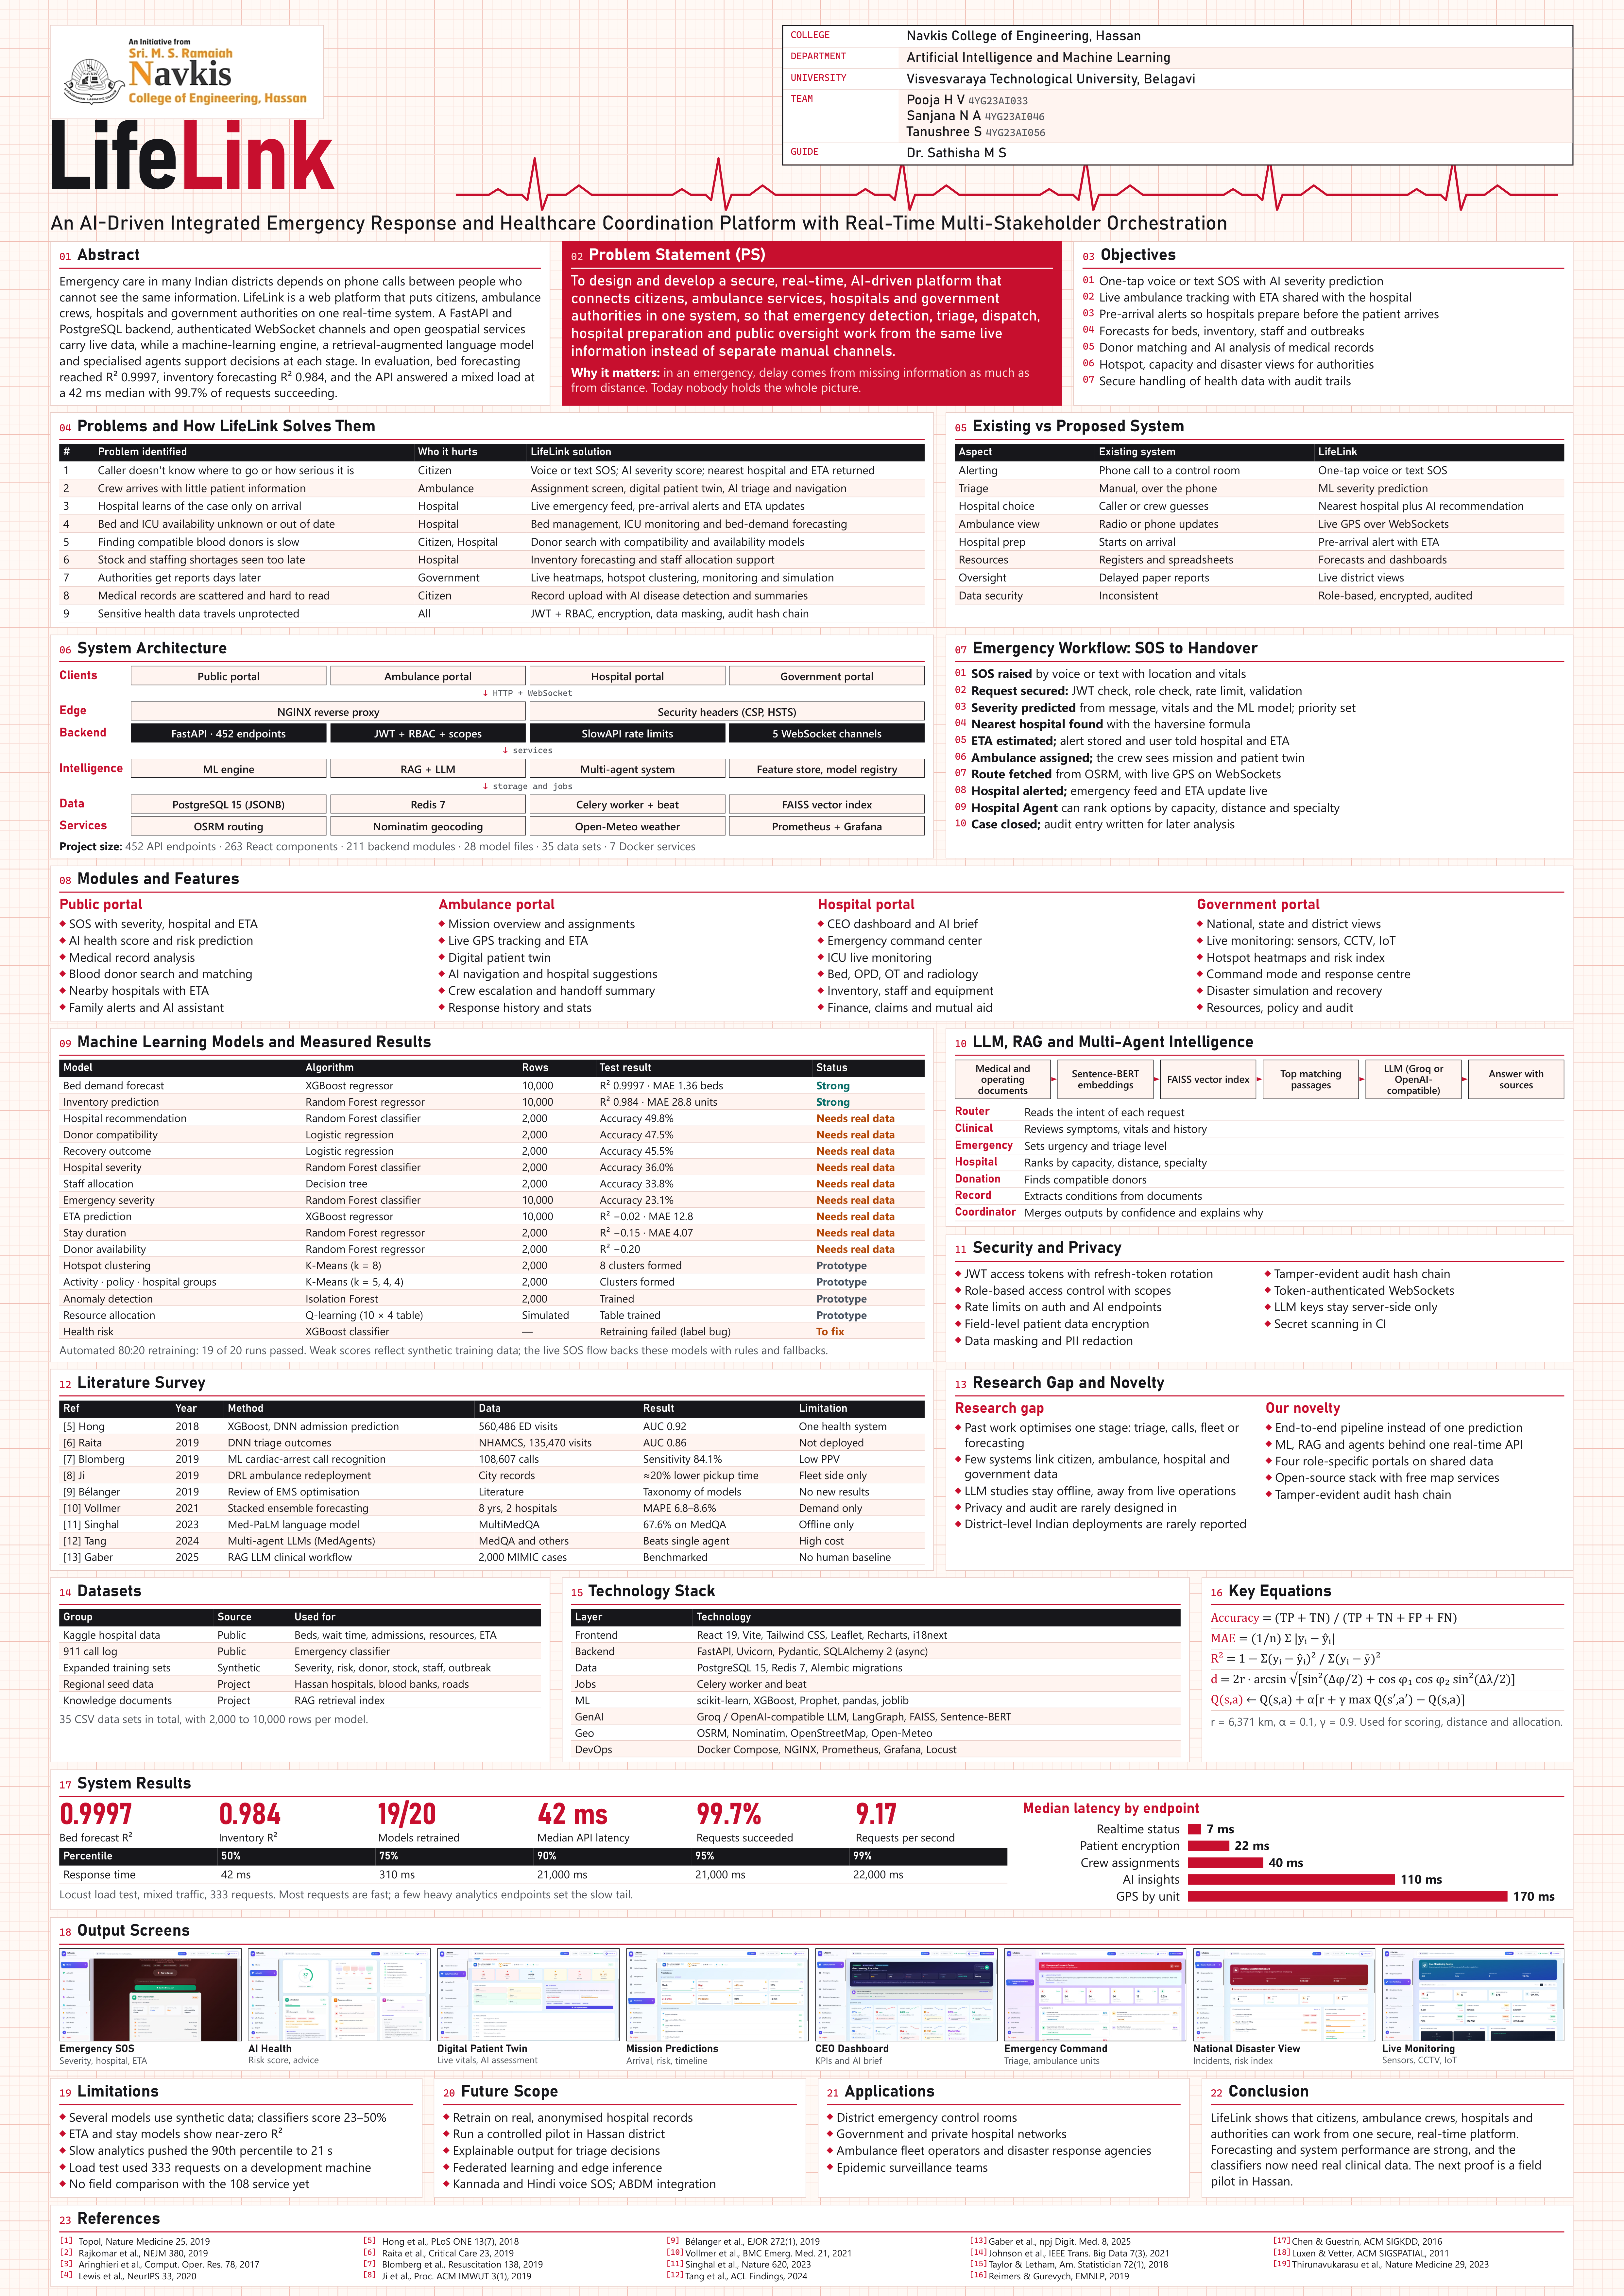 An Initiative from
Sri. M. S. Ramaiah
Navkis
College of Engineering, Hassan
COLLEGE Navkis College of Engineering, Hassan
DEPARTMENT Artificial Intelligence and Machine Learning
UNIVERSITY Visvesvaraya Technological University, Belagavi
TEAM Pooja H V 4YG23AI033
Sanjana N A 4YG23AI046
Tanushree S 4YG23AI056
GUIDE Dr. Sathisha M S
LifeLink
An AI-Driven Integrated Emergency Response and Healthcare Coordination Platform with Real-Time Multi-Stakeholder Orchestration
01 Abstract
Emergency care in many Indian districts depends on phone calls between people who
cannot see the same information. LifeLink is a web platform that puts citizens, ambulance
crews, hospitals and government authorities on one real-time system. A FastAPI and
PostgreSQL backend, authenticated WebSocket channels and open geospatial services
carry live data, while a machine-learning engine, a retrieval-augmented language model
and specialised agents support decisions at each stage. In evaluation, bed forecasting
reached R² 0.9997, inventory forecasting R² 0.984, and the API answered a mixed load at
a 42 ms median with 99.7% of requests succeeding.
02 Problem Statement (PS)
To design and develop a secure, real-time, AI-driven platform that
connects citizens, ambulance services, hospitals and government
authorities in one system, so that emergency detection, triage, dispatch,
hospital preparation and public oversight work from the same live
information instead of separate manual channels.
Why it matters: in an emergency, delay comes from missing information as much as
from distance. Today nobody holds the whole picture.
03 Objectives
01 One-tap voice or text SOS with AI severity prediction
02 Live ambulance tracking with ETA shared with the hospital
03 Pre-arrival alerts so hospitals prepare before the patient arrives
04 Forecasts for beds, inventory, staff and outbreaks
05 Donor matching and AI analysis of medical records
06 Hotspot, capacity and disaster views for authorities
07 Secure handling of health data with audit trails
04 Problems and How LifeLink Solves Them
# Problem identified Who it hurts LifeLink solution
1 Caller doesn't know where to go or how serious it is Citizen Voice or text SOS; AI severity score; nearest hospital and ETA returned
2 Crew arrives with little patient information Ambulance Assignment screen, digital patient twin, AI triage and navigation
3 Hospital learns of the case only on arrival Hospital Live emergency feed, pre-arrival alerts and ETA updates
4 Bed and ICU availability unknown or out of date Hospital Bed management, ICU monitoring and bed-demand forecasting
5 Finding compatible blood donors is slow Citizen, Hospital Donor search with compatibility and availability models
6 Stock and staffing shortages seen too late Hospital Inventory forecasting and staff allocation support
7 Authorities get reports days later Government Live heatmaps, hotspot clustering, monitoring and simulation
8 Medical records are scattered and hard to read Citizen Record upload with AI disease detection and summaries
9 Sensitive health data travels unprotected All JWT + RBAC, encryption, data masking, audit hash chain
05 Existing vs Proposed System
Aspect Existing system LifeLink
Alerting Phone call to a control room One-tap voice or text SOS
Triage Manual, over the phone ML severity prediction
Hospital choice Caller or crew guesses Nearest hospital plus AI recommendation
Ambulance view Radio or phone updates Live GPS over WebSockets
Hospital prep Starts on arrival Pre-arrival alert with ETA
Resources Registers and spreadsheets Forecasts and dashboards
Oversight Delayed paper reports Live district views
Data security Inconsistent Role-based, encrypted, audited
06 System Architecture
Clients Public portal Ambulance portal Hospital portal Government portal
↓ HTTP + WebSocket
Edge NGINX reverse proxy Security headers (CSP, HSTS)
Backend FastAPI · 452 endpoints JWT + RBAC + scopes SlowAPI rate limits 5 WebSocket channels
↓ services
Intelligence ML engine RAG + LLM Multi-agent system Feature store, model registry
↓ storage and jobs
Data PostgreSQL 15 (JSONB) Redis 7 Celery worker + beat FAISS vector index
Services OSRM routing Nominatim geocoding Open-Meteo weather Prometheus + Grafana
Project size: 452 API endpoints · 263 React components · 211 backend modules · 28 model files · 35 data sets · 7 Docker services
07 Emergency Workflow: SOS to Handover
01 SOS raised by voice or text with location and vitals
02 Request secured: JWT check, role check, rate limit, validation
03 Severity predicted from message, vitals and the ML model; priority set
04 Nearest hospital found with the haversine formula
05 ETA estimated; alert stored and user told hospital and ETA
06 Ambulance assigned; the crew sees mission and patient twin
07 Route fetched from OSRM, with live GPS on WebSockets
08 Hospital alerted; emergency feed and ETA update live
09 Hospital Agent can rank options by capacity, distance and specialty
10 Case closed; audit entry written for later analysis
08 Modules and Features
Public portal
◆ SOS with severity, hospital and ETA
◆ AI health score and risk prediction
◆ Medical record analysis
◆ Blood donor search and matching
◆ Nearby hospitals with ETA
◆ Family alerts and AI assistant
Ambulance portal
◆ Mission overview and assignments
◆ Live GPS tracking and ETA
◆ Digital patient twin
◆ AI navigation and hospital suggestions
◆ Crew escalation and handoff summary
◆ Response history and stats
Hospital portal
◆ CEO dashboard and AI brief
◆ Emergency command center
◆ ICU live monitoring
◆ Bed, OPD, OT and radiology
◆ Inventory, staff and equipment
◆ Finance, claims and mutual aid
Government portal
◆ National, state and district views
◆ Live monitoring: sensors, CCTV, IoT
◆ Hotspot heatmaps and risk index
◆ Command mode and response centre
◆ Disaster simulation and recovery
◆ Resources, policy and audit
09 Machine Learning Models and Measured Results
Model Algorithm Rows Test result Status
Bed demand forecast XGBoost regressor 10,000 R² 0.9997 · MAE 1.36 beds Strong
Inventory prediction Random Forest regressor 10,000 R² 0.984 · MAE 28.8 units Strong
Hospital recommendation Random Forest classifier 2,000 Accuracy 49.8% Needs real data
Donor compatibility Logistic regression 2,000 Accuracy 47.5% Needs real data
Recovery outcome Logistic regression 2,000 Accuracy 45.5% Needs real data
Hospital severity Random Forest classifier 2,000 Accuracy 36.0% Needs real data
Staff allocation Decision tree 2,000 Accuracy 33.8% Needs real data
Emergency severity Random Forest classifier 10,000 Accuracy 23.1% Needs real data
ETA prediction XGBoost regressor 10,000 R² −0.02 · MAE 12.8 Needs real data
Stay duration Random Forest regressor 2,000 R² −0.15 · MAE 4.07 Needs real data
Donor availability Random Forest regressor 2,000 R² −0.20 Needs real data
Hotspot clustering K-Means (k = 8) 2,000 8 clusters formed Prototype
Activity · policy · hospital groups K-Means (k = 5, 4, 4) 2,000 Clusters formed Prototype
Anomaly detection Isolation Forest 2,000 Trained Prototype
Resource allocation Q-learning (10 × 4 table) Simulated Table trained Prototype
Health risk XGBoost classifier — Retraining failed (label bug) To fix
Automated 80:20 retraining: 19 of 20 runs passed. Weak scores reflect synthetic training data; the live SOS flow backs these models with rules and fallbacks.
10 LLM, RAG and Multi-Agent Intelligence
Medical and operating documents
Sentence-BERT embeddings
FAISS vector index
Top matching passages
LLM (Groq or OpenAI-compatible)
Answer with sources
Router Reads the intent of each request
Clinical Reviews symptoms, vitals and history
Emergency Sets urgency and triage level
Hospital Ranks by capacity, distance, specialty
Donation Finds compatible donors
Record Extracts conditions from documents
Coordinator Merges outputs by confidence and explains why
11 Security and Privacy
◆ JWT access tokens with refresh-token rotation
◆ Role-based access control with scopes
◆ Rate limits on auth and AI endpoints
◆ Field-level patient data encryption
◆ Data masking and PII redaction
◆ Tamper-evident audit hash chain
◆ Token-authenticated WebSockets
◆ LLM keys stay server-side only
◆ Secret scanning in CI
12 Literature Survey
Ref Year Method Data Result Limitation
[5] Hong 2018 XGBoost, DNN admission prediction 560,486 ED visits AUC 0.92 One health system
[6] Raita 2019 DNN triage outcomes NHAMCS, 135,470 visits AUC 0.86 Not deployed
[7] Blomberg 2019 ML cardiac-arrest call recognition 108,607 calls Sensitivity 84.1% Low PPV
[8] Ji 2019 DRL ambulance redeployment City records ≈20% lower pickup time Fleet side only
[9] Bélanger 2019 Review of EMS optimisation Literature Taxonomy of models No new results
[10] Vollmer 2021 Stacked ensemble forecasting 8 yrs, 2 hospitals MAPE 6.8–8.6% Demand only
[11] Singhal 2023 Med-PaLM language model MultiMedQA 67.6% on MedQA Offline only
[12] Tang 2024 Multi-agent LLMs (MedAgents) MedQA and others Beats single agent High cost
[13] Gaber 2025 RAG LLM clinical workflow 2,000 MIMIC cases Benchmarked No human baseline
13 Research Gap and Novelty
Research gap
◆ Past work optimises one stage: triage, calls, fleet or
forecasting
◆ Few systems link citizen, ambulance, hospital and
government data
◆ LLM studies stay offline, away from live operations
◆ Privacy and audit are rarely designed in
◆ District-level Indian deployments are rarely reported
Our novelty
◆ End-to-end pipeline instead of one prediction
◆ ML, RAG and agents behind one real-time API
◆ Four role-specific portals on shared data
◆ Open-source stack with free map services
◆ Tamper-evident audit hash chain
14 Datasets
Group Source Used for
Kaggle hospital data Public Beds, wait time, admissions, resources, ETA
911 call log Public Emergency classifier
Expanded training sets Synthetic Severity, risk, donor, stock, staff, outbreak
Regional seed data Project Hassan hospitals, blood banks, roads
Knowledge documents Project RAG retrieval index
35 CSV data sets in total, with 2,000 to 10,000 rows per model.
15 Technology Stack
Layer Technology
Frontend React 19, Vite, Tailwind CSS, Leaflet, Recharts, i18next
Backend FastAPI, Uvicorn, Pydantic, SQLAlchemy 2 (async)
Data PostgreSQL 15, Redis 7, Alembic migrations
Jobs Celery worker and beat
ML scikit-learn, XGBoost, Prophet, pandas, joblib
GenAI Groq / OpenAI-compatible LLM, LangGraph, FAISS, Sentence-BERT
Geo OSRM, Nominatim, OpenStreetMap, Open-Meteo
DevOps Docker Compose, NGINX, Prometheus, Grafana, Locust
16 Key Equations
Accuracy = (TP + TN) / (TP + TN + FP + FN)
MAE = (1/n) Σ |yᵢ − ŷᵢ|
R² = 1 − Σ(yᵢ − ŷᵢ)² / Σ(yᵢ − ȳ)²
d = 2r · arcsin √[sin²(Δφ/2) + cos φ₁ cos φ₂ sin²(Δλ/2)]
Q(s,a) ← Q(s,a) + α[r + γ max Q(s′,a′) − Q(s,a)]
r = 6,371 km, α = 0.1, γ = 0.9. Used for scoring, distance and allocation.
17 System Results
0.9997 0.984 19/20 42 ms 99.7% 9.17
Bed forecast R² Inventory R² Models retrained Median API latency Requests succeeded Requests per second
Percentile 50% 75% 90% 95% 99%
Response time 42 ms 310 ms 21,000 ms 21,000 ms 22,000 ms
Locust load test, mixed traffic, 333 requests. Most requests are fast; a few heavy analytics endpoints set the slow tail.
Median latency by endpoint
Realtime status 7 ms
Patient encryption 22 ms
Crew assignments 40 ms
AI insights 110 ms
GPS by unit 170 ms
18 Output Screens
Emergency SOS
Severity, hospital, ETA
AI Health
Risk score, advice
Digital Patient Twin
Live vitals, AI assessment
Mission Predictions
Arrival, risk, timeline
CEO Dashboard
KPIs and AI brief
Emergency Command
Triage, ambulance units
National Disaster View
Incidents, risk index
Live Monitoring
Sensors, CCTV, IoT
19 Limitations
◆ Several models use synthetic data; classifiers score 23–50%
◆ ETA and stay models show near-zero R²
◆ Slow analytics pushed the 90th percentile to 21 s
◆ Load test used 333 requests on a development machine
◆ No field comparison with the 108 service yet
20 Future Scope
◆ Retrain on real, anonymised hospital records
◆ Run a controlled pilot in Hassan district
◆ Explainable output for triage decisions
◆ Federated learning and edge inference
◆ Kannada and Hindi voice SOS; ABDM integration
21 Applications
◆ District emergency control rooms
◆ Government and private hospital networks
◆ Ambulance fleet operators and disaster response agencies
◆ Epidemic surveillance teams
22 Conclusion
LifeLink shows that citizens, ambulance crews, hospitals and
authorities can work from one secure, real-time platform.
Forecasting and system performance are strong, and the
classifiers now need real clinical data. The next proof is a field
pilot in Hassan.
23 References
[1] Topol, Nature Medicine 25, 2019
[2] Rajkomar et al., NEJM 380, 2019
[3] Aringhieri et al., Comput. Oper. Res. 78, 2017
[4] Lewis et al., NeurIPS 33, 2020
[5] Hong et al., PLoS ONE 13(7), 2018
[6] Raita et al., Critical Care 23, 2019
[7] Blomberg et al., Resuscitation 138, 2019
[8] Ji et al., Proc. ACM IMWUT 3(1), 2019
[9] Bélanger et al., EJOR 272(1), 2019
[10] Vollmer et al., BMC Emerg. Med. 21, 2021
[11] Singhal et al., Nature 620, 2023
[12] Tang et al., ACL Findings, 2024
[13] Gaber et al., npj Digit. Med. 8, 2025
[14] Johnson et al., IEEE Trans. Big Data 7(3), 2021
[15] Taylor & Letham, Am. Statistician 72(1), 2018
[16] Reimers & Gurevych, EMNLP, 2019
[17] Chen & Guestrin, ACM SIGKDD, 2016
[18] Luxen & Vetter, ACM SIGSPATIAL, 2011
[19] Thirunavukarasu et al., Nature Medicine 29, 2023